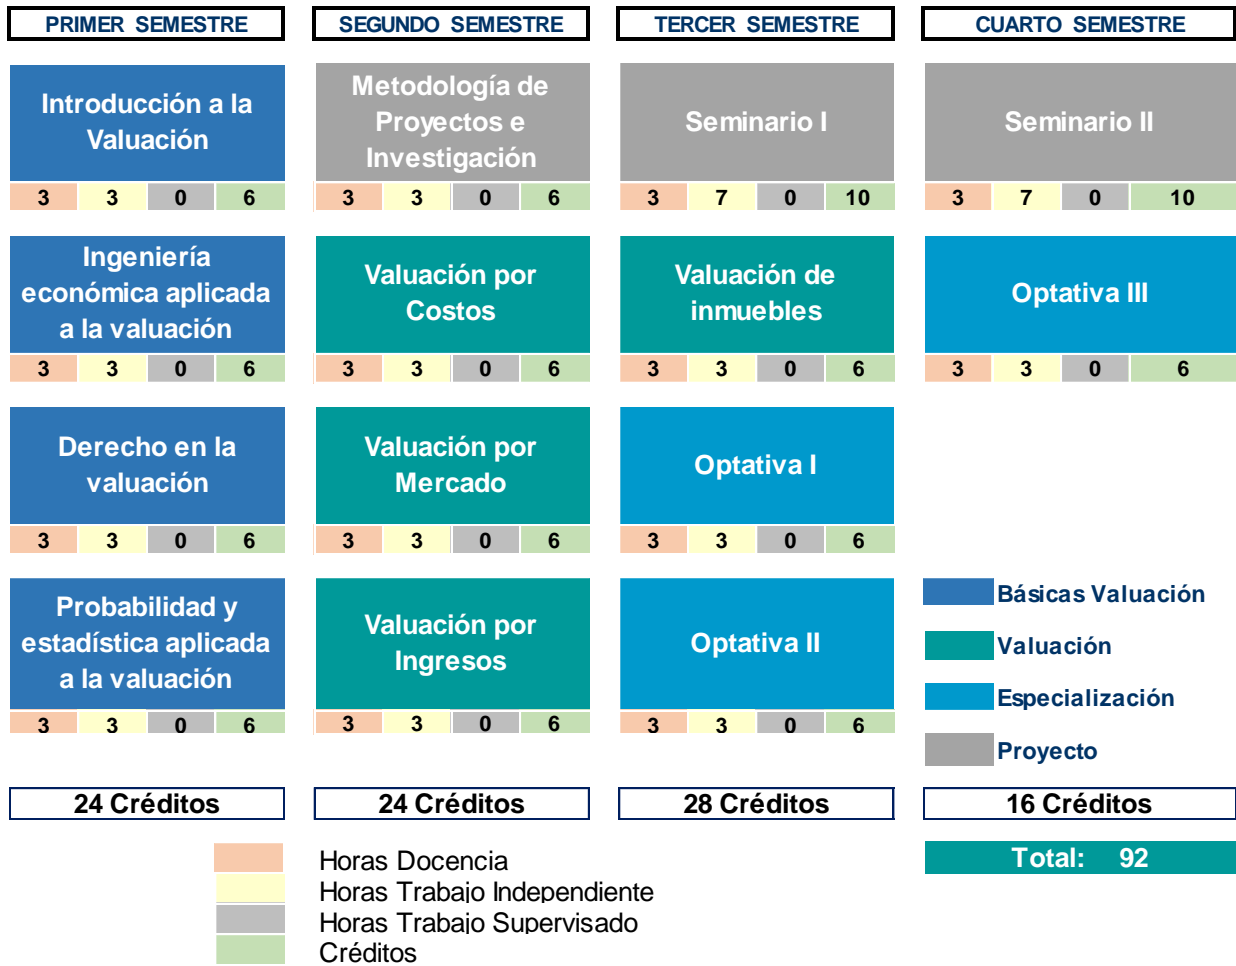 PRIMER SEMESTRE
SEGUNDO SEMESTRE
TERCER SEMESTRE
CUARTO SEMESTRE
Introducción a la
Valuación
Metodología de
Proyectos e
Investigación
Seminario I
Seminario II
3 3 0 6
3 3 0 6
3 7 0 10
3 7 0 10
Ingeniería
económica aplicada
a la valuación
Valuación por
Costos
Valuación de
inmuebles
Optativa III
3 3 0 6
3 3 0 6
3 3 0 6
3 3 0 6
Derecho en la
valuación
Valuación por
Mercado
Optativa I
3 3 0 6
3 3 0 6
3 3 0 6
Probabilidad y
estadística aplicada
a la valuación
Valuación por
Ingresos
Optativa II
3 3 0 6
3 3 0 6
3 3 0 6
Básicas Valuación
Valuación
Especialización
Proyecto
24 Créditos
24 Créditos
28 Créditos
16 Créditos
Total: 92
Horas Docencia
Horas Trabajo Independiente
Horas Trabajo Supervisado
Créditos